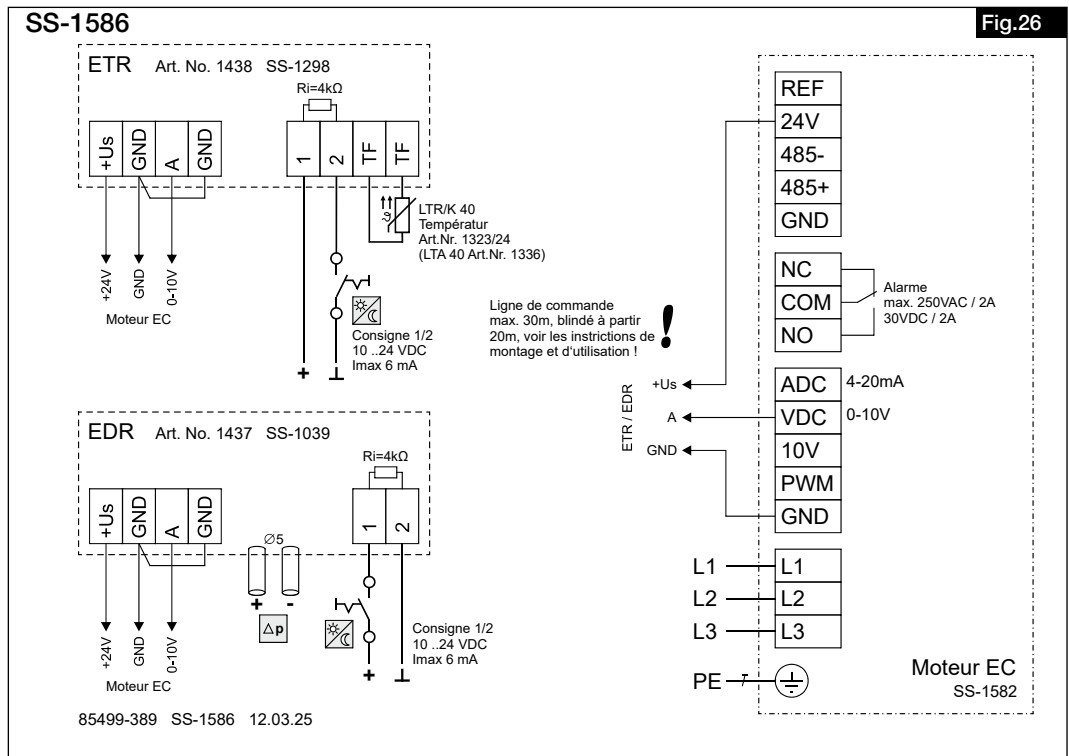 SS-1586
Fig.26
ETR Art. No. 1438 SS-1298
Ri=4kΩ
+Us
GND
A
GND
1
2
TF
TF
+24V
GND
0-10V
Moteur EC
LTR/K 40
Températur
Art.Nr. 1323/24
(LTA 40 Art.Nr. 1336)
Consigne 1/2
10 ..24 VDC
Imax 6 mA
+
Ligne de commande
max. 30m, blindé à partir
20m, voir les instrictions de
montage et d‘utilisation !
!
EDR Art. No. 1437 SS-1039
Ri=4kΩ
+Us
GND
A
GND
1
2
∅5
+ -
Δp
+24V
GND
0-10V
Moteur EC
Consigne 1/2
10 ..24 VDC
Imax 6 mA
+
ETR / EDR
+Us
A
GND
REF
24V
485-
485+
GND
NC
COM
NO
Alarme
max. 250VAC / 2A
30VDC / 2A
ADC 4-20mA
VDC 0-10V
10V
PWM
GND
L1 L1
L2 L2
L3 L3
PE
Moteur EC
SS-1582
85499-389 SS-1586 12.03.25